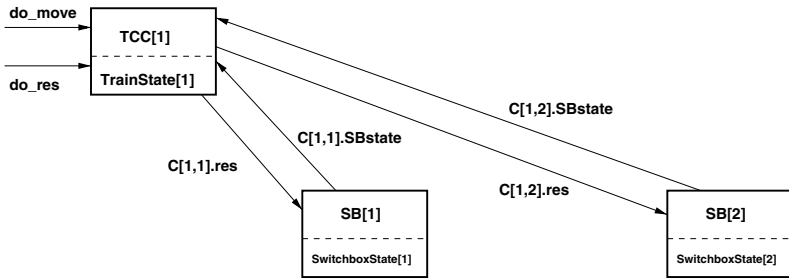 do_move
TCC[1]
TrainState[1]
do_res
C[1,2].SBstate
C[1,1].SBstate
C[1,1].res
C[1,2].res
SB[1]
SB[2]
SwitchboxState[1]
SwitchboxState[2]